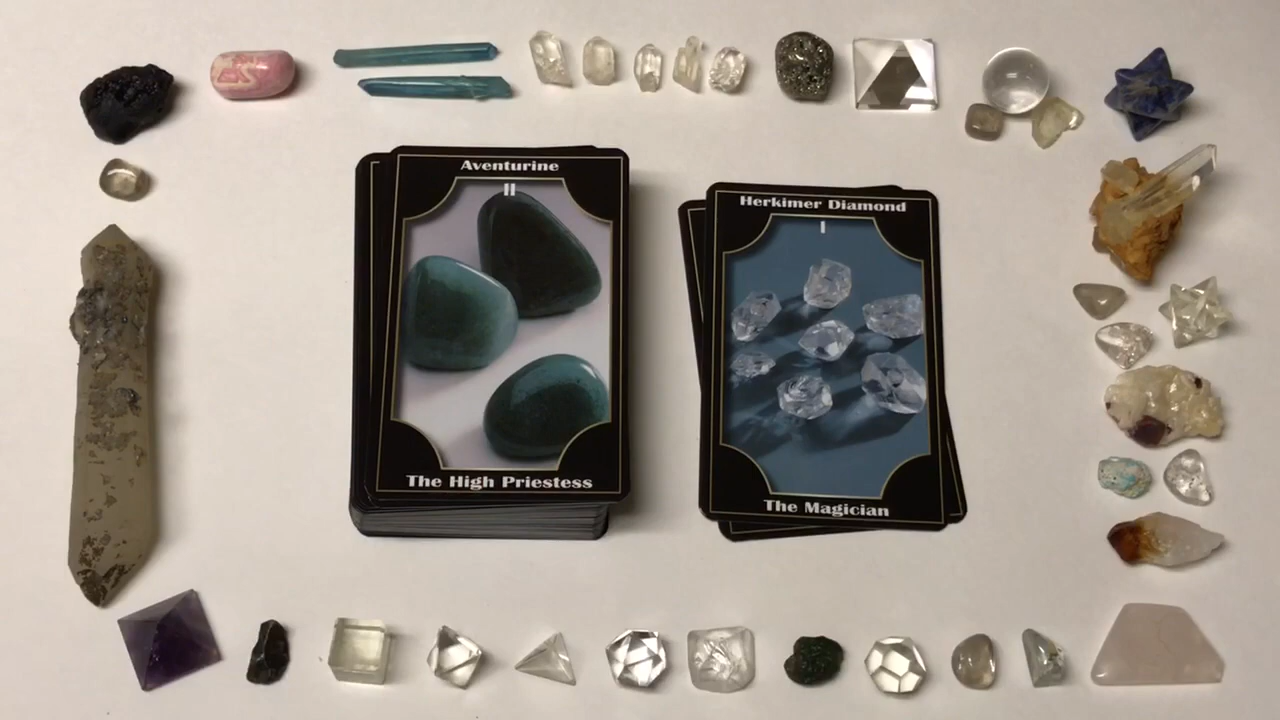 Aventurine
II
The High Priestess
Herkimer Diamond
I
The Magician